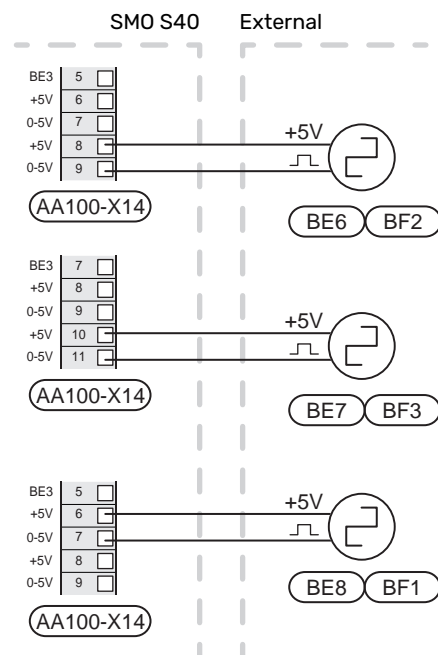 SMO S40 External
BE3 5
+5V 6
0-5V 7
+5V 8 +5V
0-5V 9
AA100-X14
BE6 BF2
BE3 7
+5V 8
0-5V 9
+5V 10 +5V
0-5V 11
AA100-X14
BE7 BF3
BE3 5
+5V 6 +5V
0-5V 7
+5V 8
0-5V 9
AA100-X14
BE8 BF1